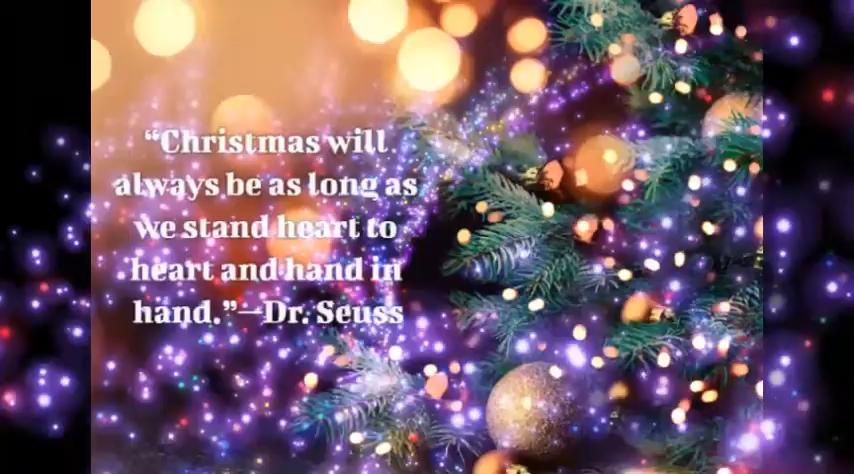 “Christmas will
always be as long as
we stand heart to
heart and hand in
hand.”—Dr. Seuss